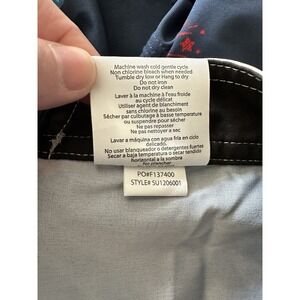 Machine wash cold gentle cycle
Non chlorine bleach when needed
Tumble dry low or Hang to dry
Do not iron
Do not dry clean
Laver à la machine à l'eau froide
au cycle délicat
Utiliser agent de blanchiment
sans chlorine au besoin
Sécher par culbutage à basse température
ou suspendre pour sécher
Ne pas repasser
Ne pas nettoyer a sec
Lavar a máquina con agua fría en ciclo
delicado.
No usar blanqueador o detergentes fuertes
Secar a baja temperatura o secar tendido
horizontal a la sombra
No planchar
PO#F137400
STYLE# SU1206001